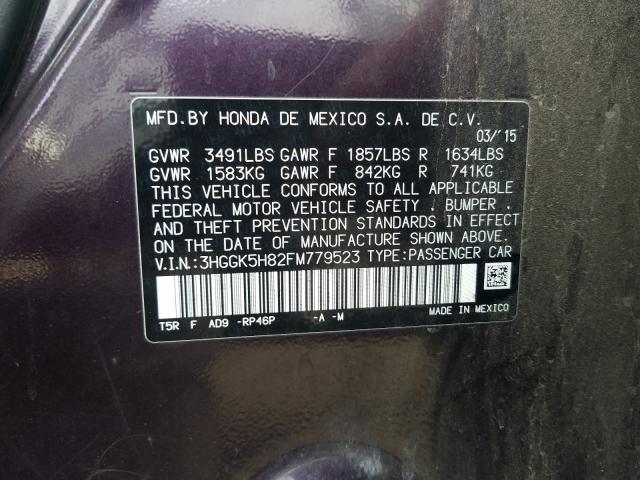 MFD.BY HONDA DE MEXICO S.A. DE C.V.
03/'15
GVWR 3491LBS GAWR F 1857LBS R 1634LBS
GVWR 1583KG GAWR F 842KG R 741KG
THIS VEHICLE CONFORMS TO ALL APPLICABLE
FEDERAL MOTOR VEHICLE SAFETY . BUMPER .
AND THEFT PREVENTION STANDARDS IN EFFECT
ON THE DATE OF MANUFACTURE SHOWN ABOVE.
V.I.N:3HGGK5H82FM779523 TYPE:PASSENGER CAR
T5R F AD9 -RP46P -A -M MADE IN MEXICO